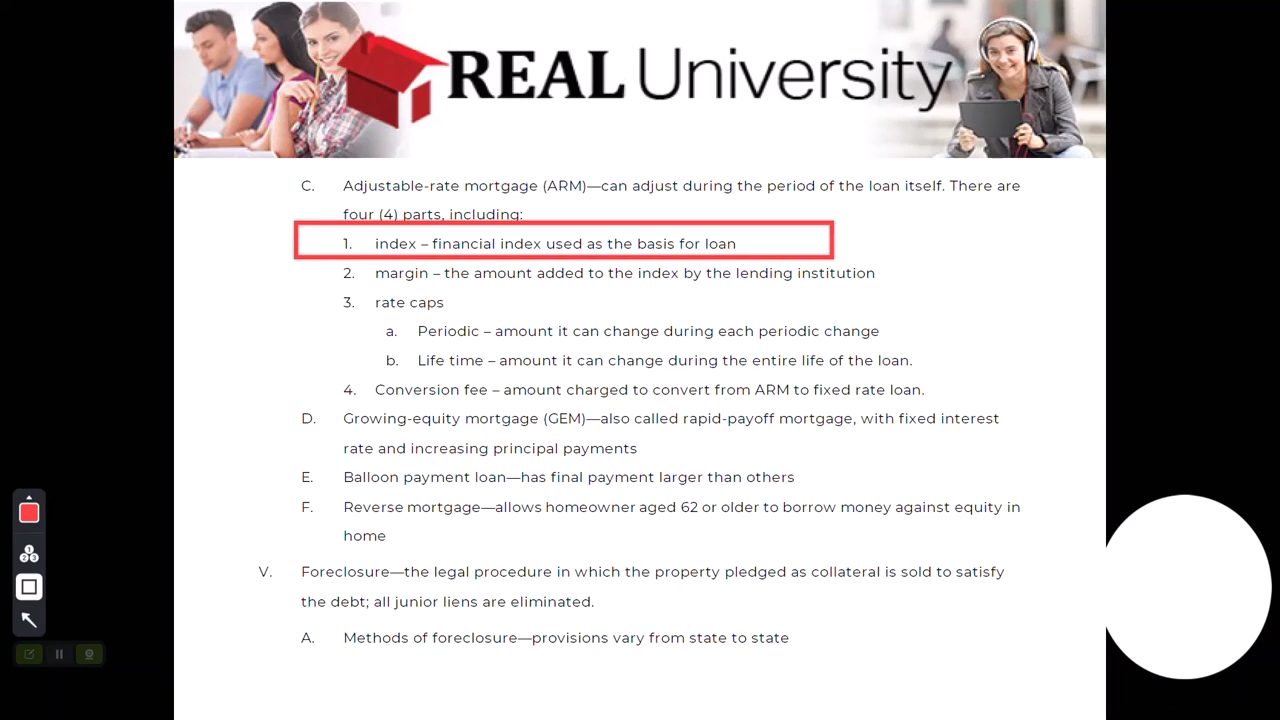 REAL University
C. Adjustable-rate mortgage (ARM)—can adjust during the period of the loan itself. There are
four (4) parts, including:
1. index – financial index used as the basis for loan
2. margin – the amount added to the index by the lending institution
3. rate caps
a. Periodic – amount it can change during each periodic change
b. Life time – amount it can change during the entire life of the loan.
4. Conversion fee – amount charged to convert from ARM to fixed rate loan.
D. Growing-equity mortgage (GEM)—also called rapid-payoff mortgage, with fixed interest
rate and increasing principal payments
E. Balloon payment loan—has final payment larger than others
F. Reverse mortgage—allows homeowner aged 62 or older to borrow money against equity in
home
V. Foreclosure—the legal procedure in which the property pledged as collateral is sold to satisfy
the debt; all junior liens are eliminated.
A. Methods of foreclosure—provisions vary from state to state